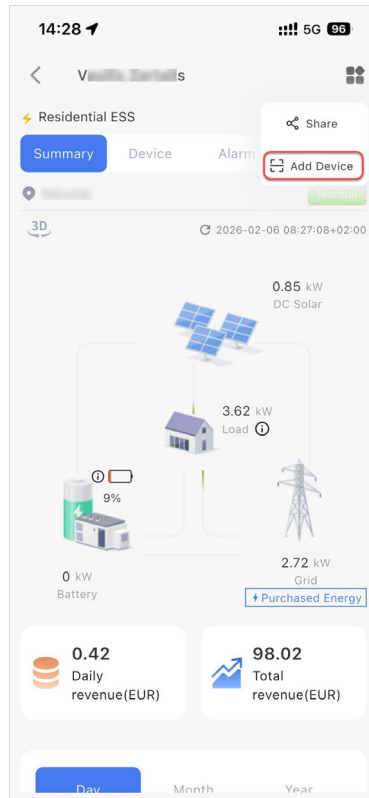 14:28 5G 96
Residential ESS
Share
Summary Device Alarm
Add Device
Normal
3D 2026-02-06 08:27:08+02:00
0.85 kW
DC Solar
3.62 kW
Load
9%
0 kW
Battery
2.72 kW
Grid
Purchased Energy
0.42
Daily
revenue(EUR)
98.02
Total
revenue(EUR)
Day Month Year